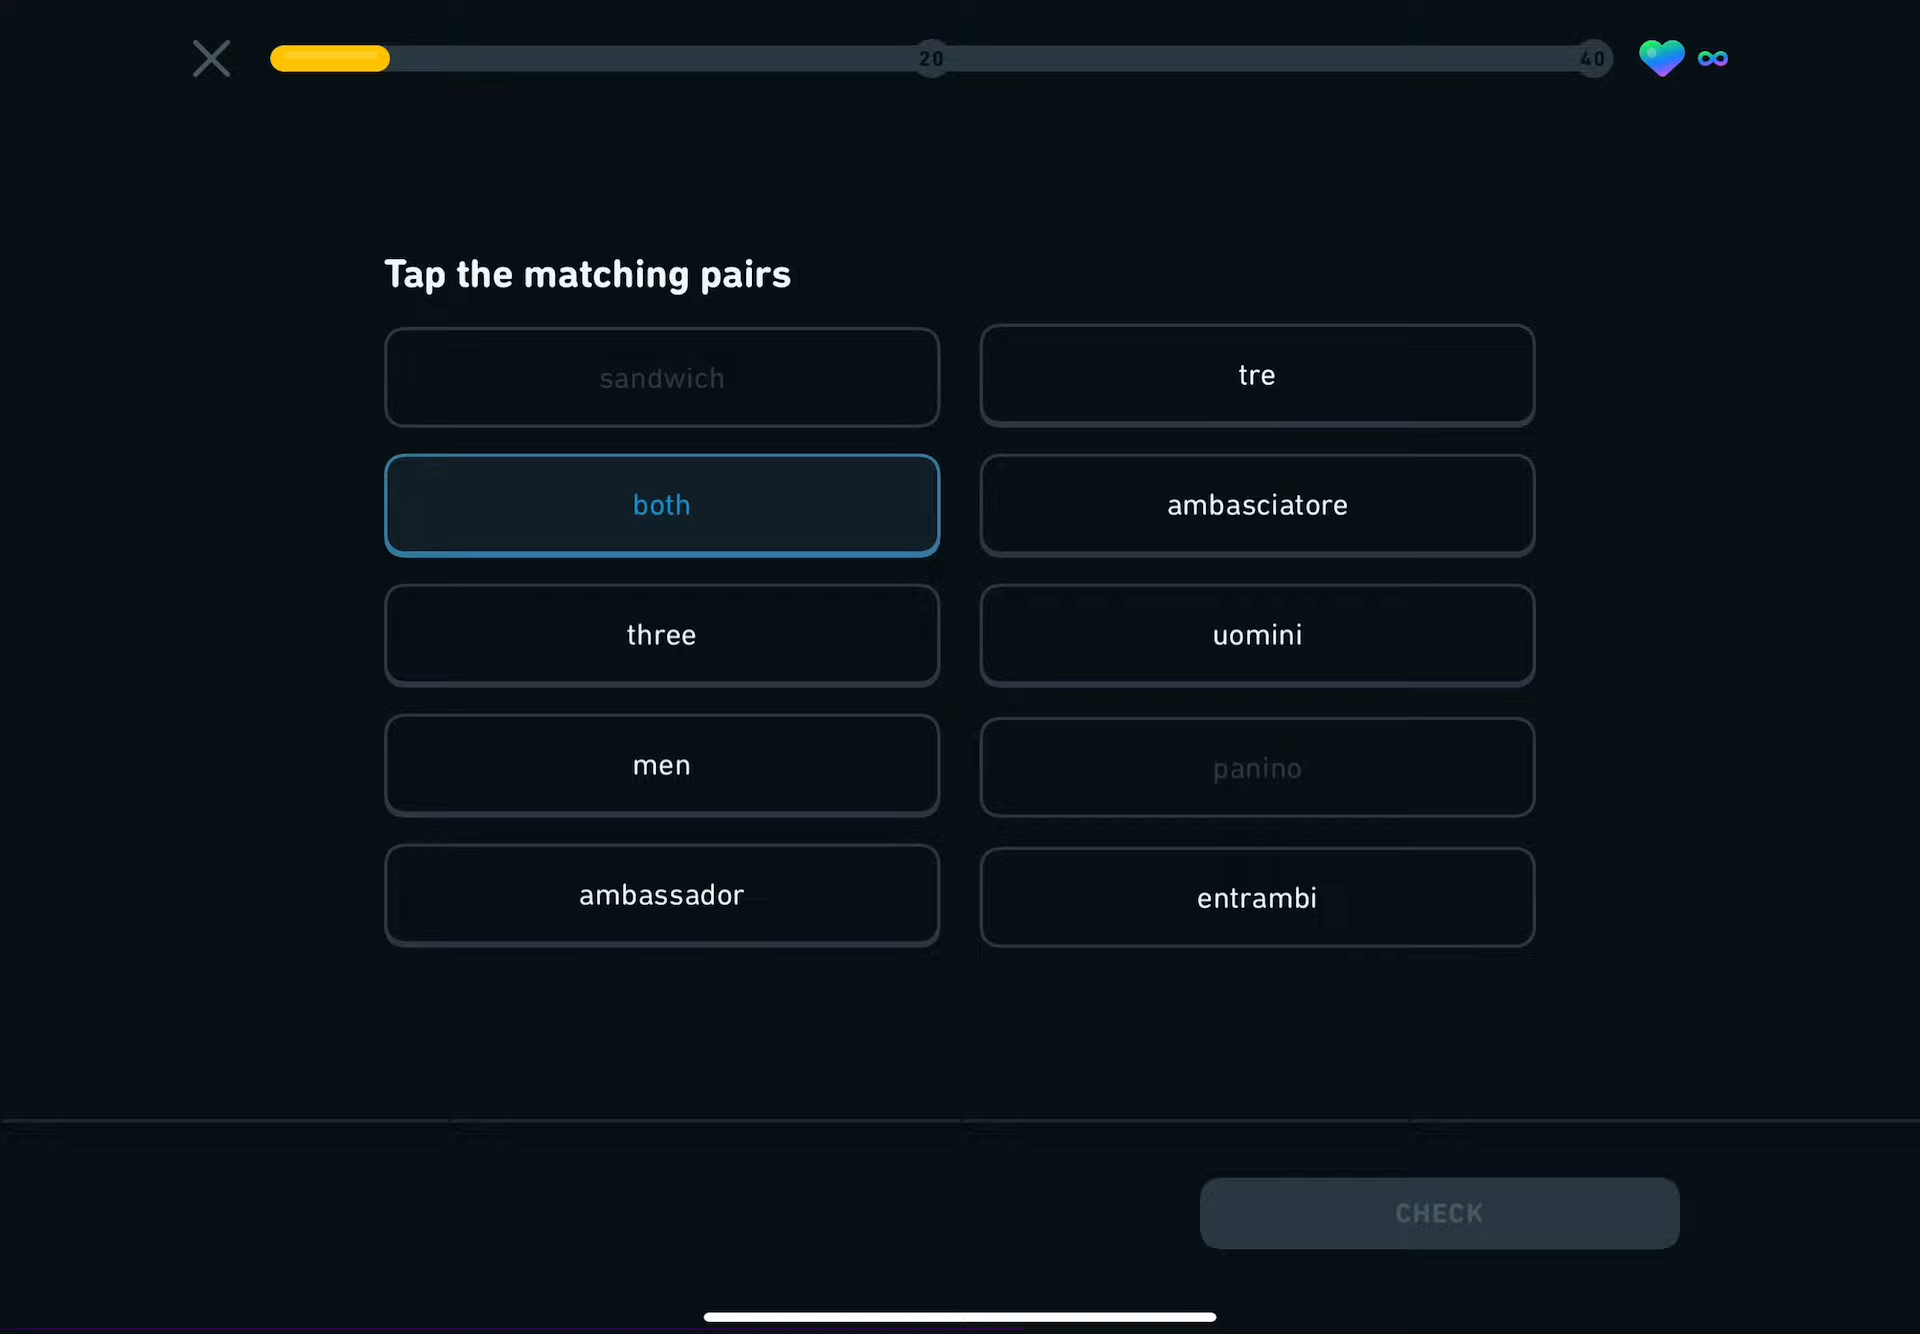 20
40
Tap the matching pairs
sandwich
tre
both
ambasciatore
three
uomini
men
panino
ambassador
entrambi
CHECK